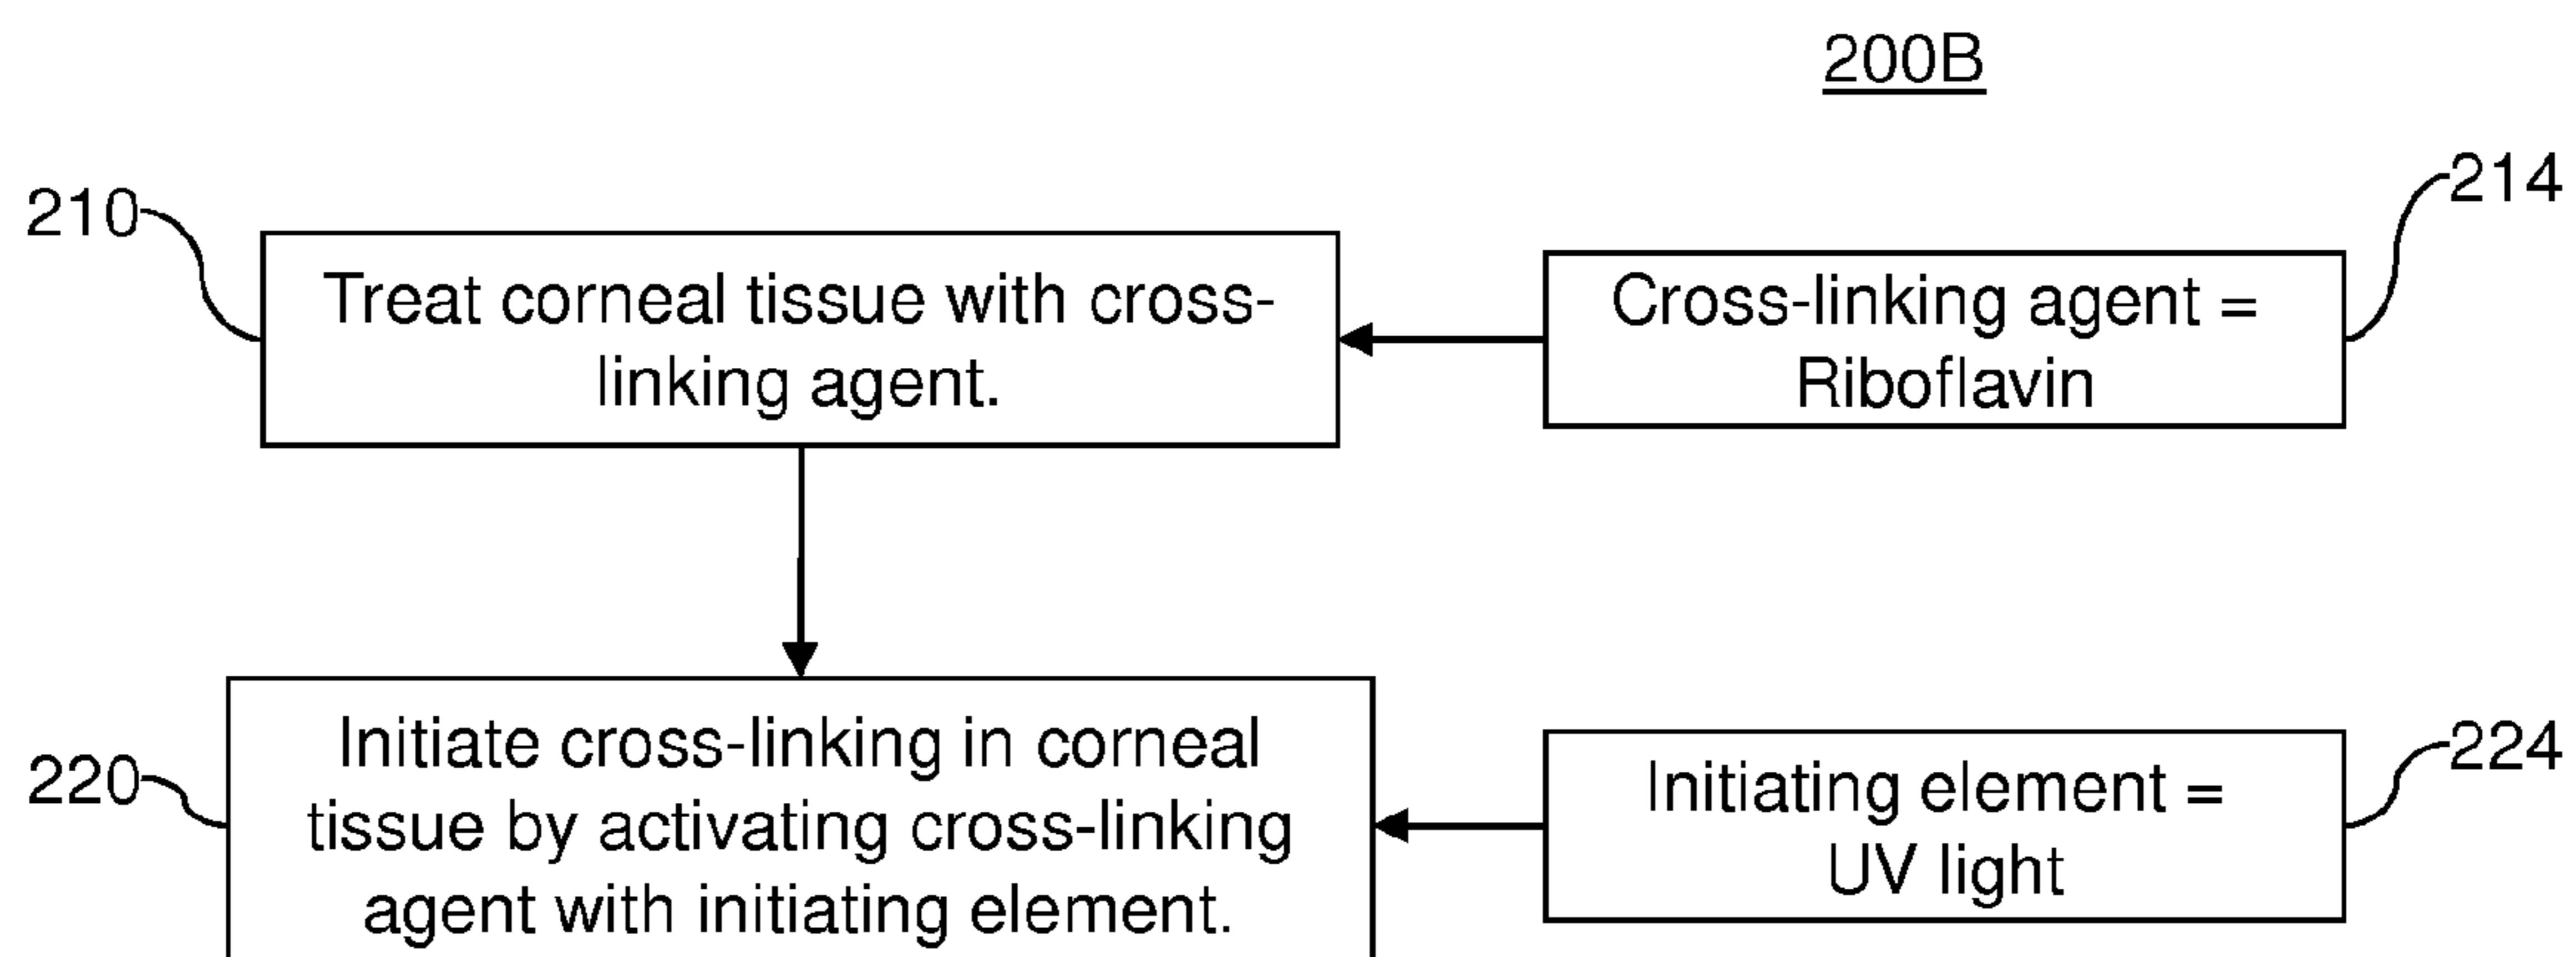 200B
210
Treat corneal tissue with cross-
linking agent.
214
Cross-linking agent =
Riboflavin
220
Initiate cross-linking in corneal
tissue by activating cross-linking
agent with initiating element.
224
Initiating element =
UV light